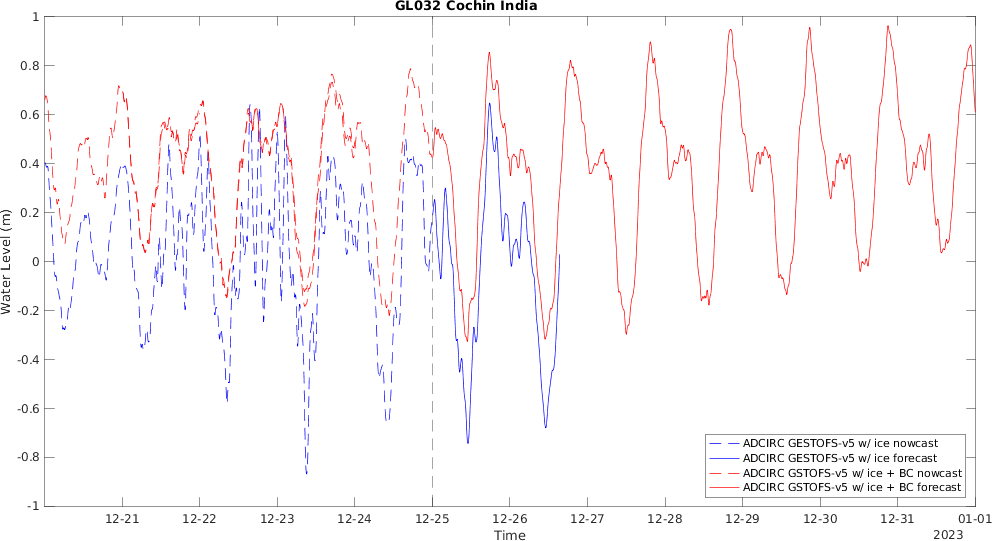 GL032 Cochin India
1
0.8
0.6
0.4
0.2
0
-0.2
-0.4
-0.6
-0.8
-1
Water Level (m)
12-21 12-22 12-23 12-24 12-25 12-26 12-27 12-28 12-29 12-30 12-31 01-01
Time
2023
ADCIRC GESTOFS-v5 w/ ice nowcast
ADCIRC GESTOFS-v5 w/ ice forecast
ADCIRC GSTOFS-v5 w/ ice + BC nowcast
ADCIRC GSTOFS-v5 w/ ice + BC forecast